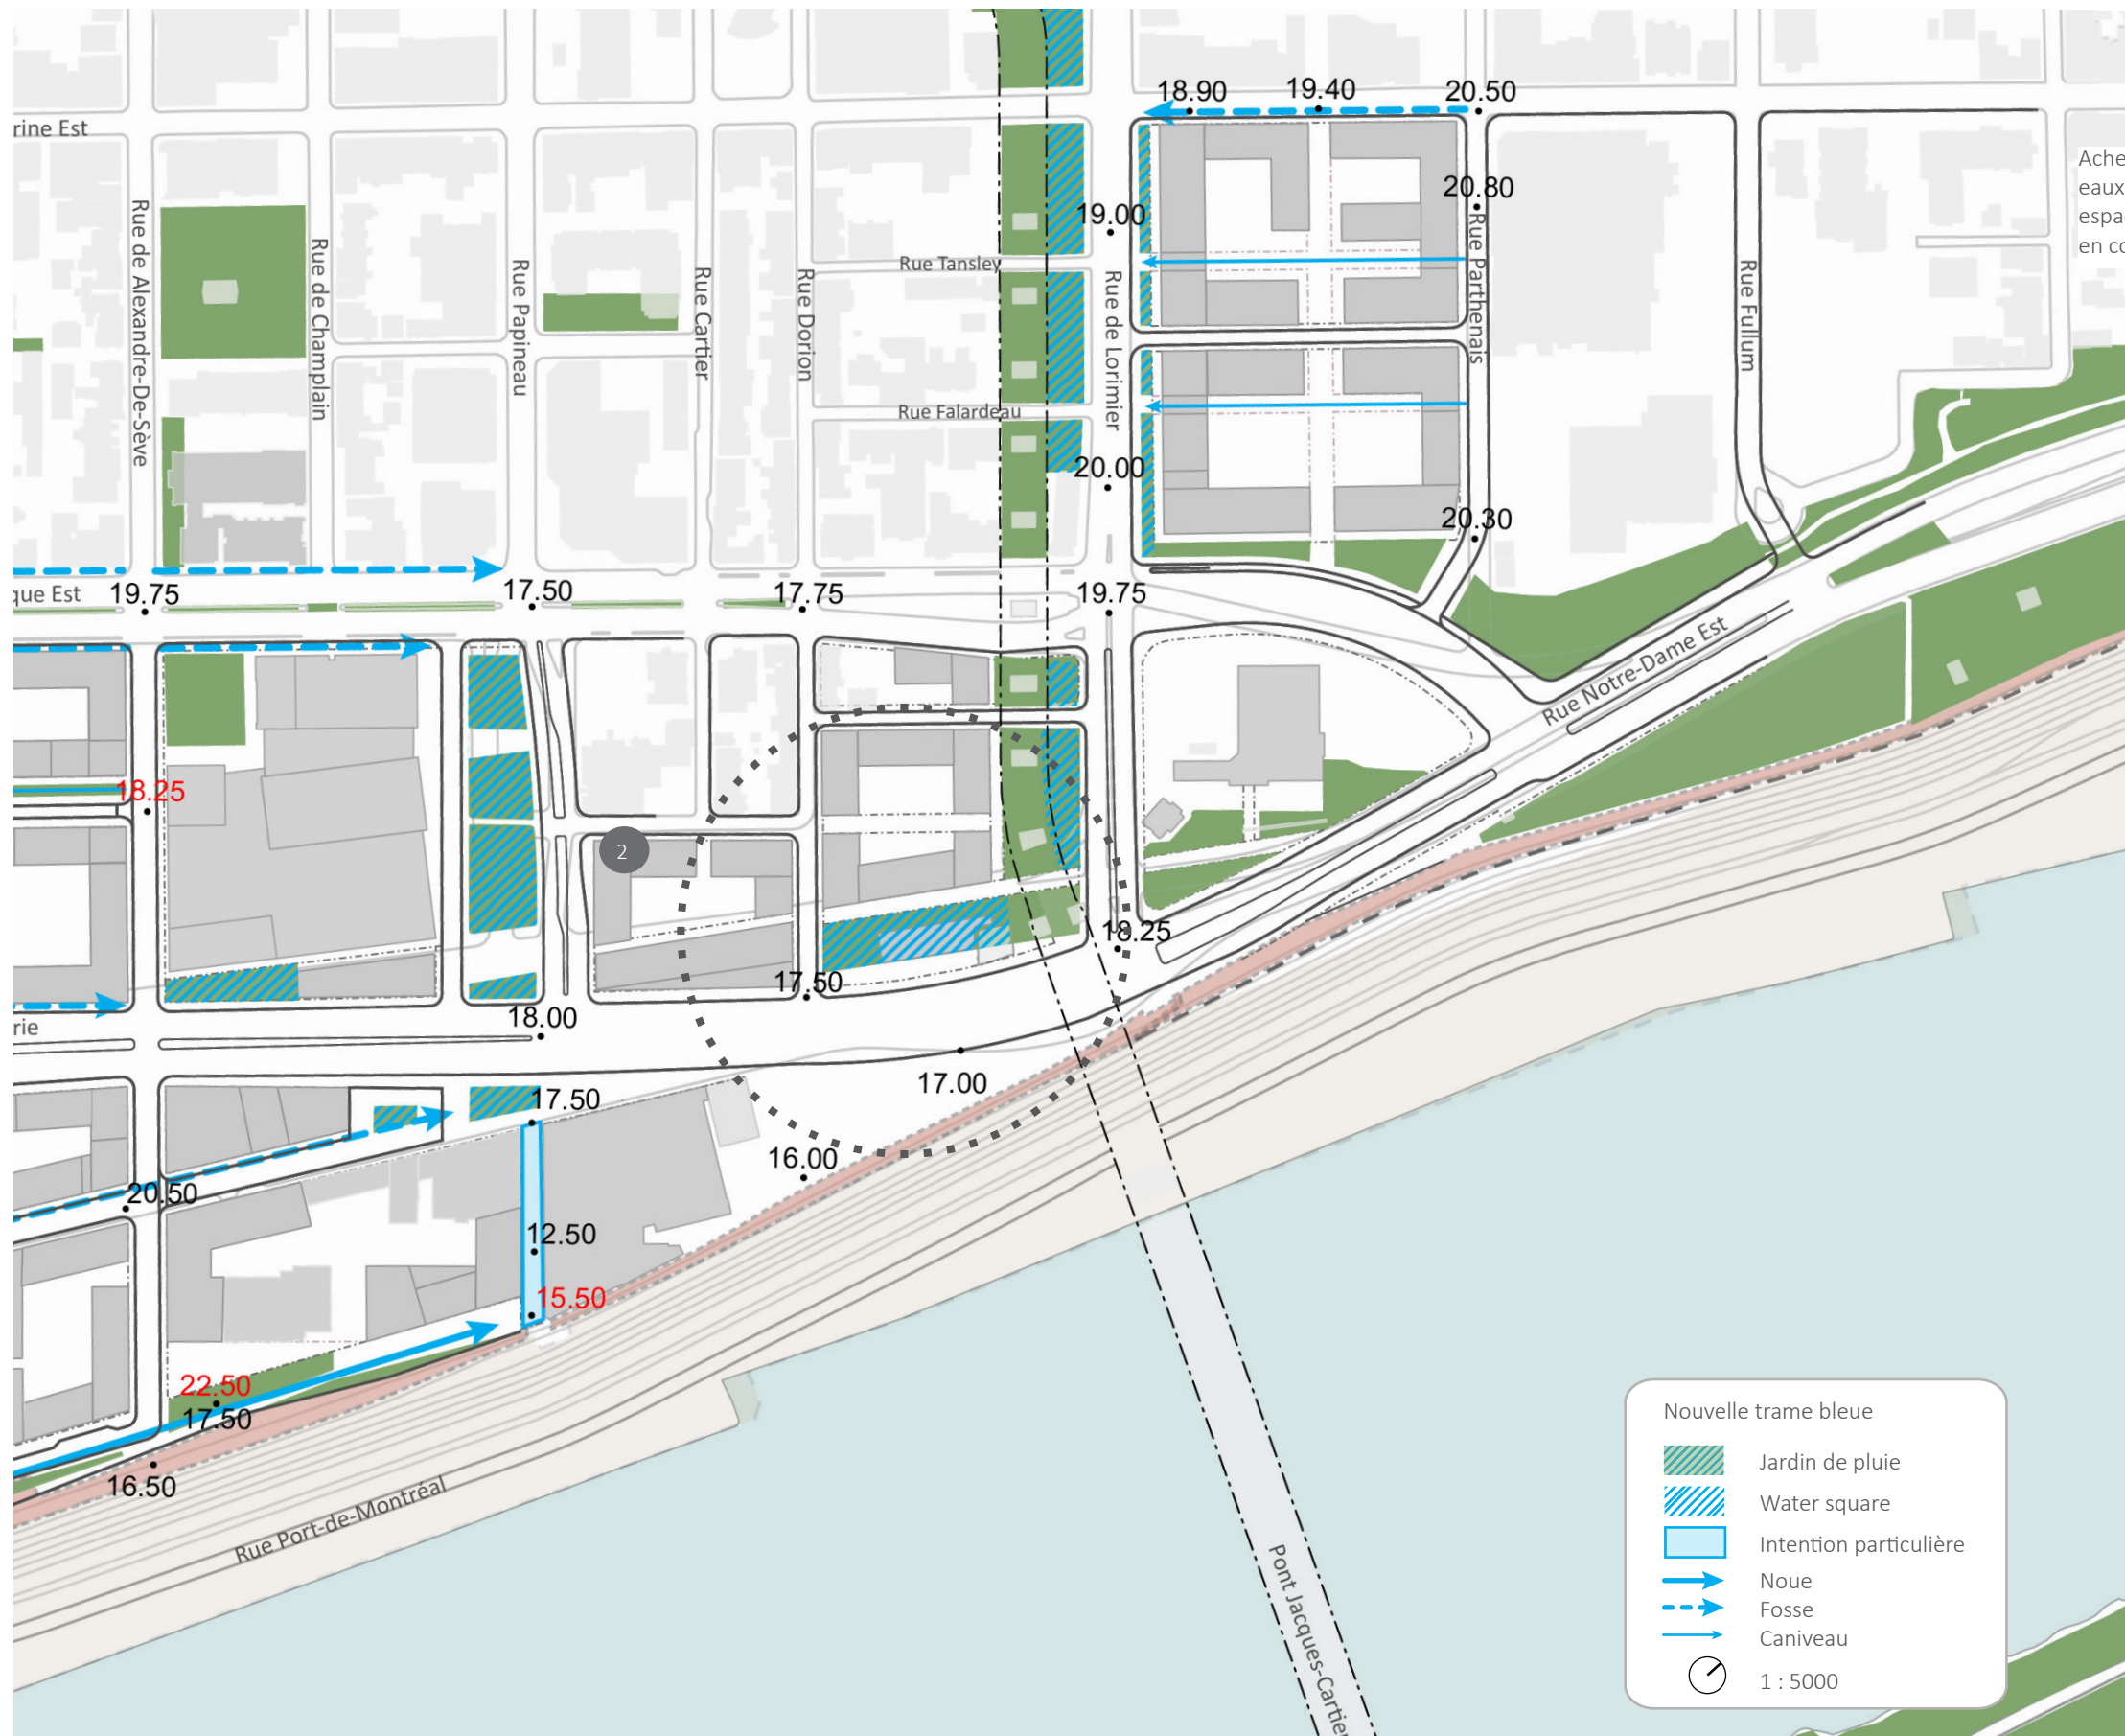 18.90
19.40
20.50
rine Est
Ache
eaux
espa
en co
20.80
19.00
Rue de Alexandre-De-Sève
Rue de Champlain
Rue Papineau
Rue Cartier
Rue Dorion
Rue Tansley
Rue de Lorimier
Rue Parthenais
Rue Fullum
Rue Falardeau
20.00
20.30
que Est
19.75
17.50
17.75
19.75
Rue Notre-Dame Est
18.25
2
18.25
17.50
18.00
rie
17.00
17.50
16.00
20.50
12.50
15.50
22.50
17.50
16.50
Rue Port-de-Montréal
Pont Jacques-Cartier
Nouvelle trame bleue
Jardin de pluie
Water square
Intention particulière
Noue
Fosse
Caniveau
1 : 5000